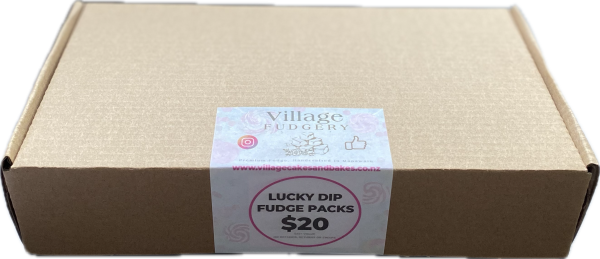 Village
FUDGERY
www.villagecakesandbakes.co.nz
LUCKY DIP
FUDGE PACKS
$20